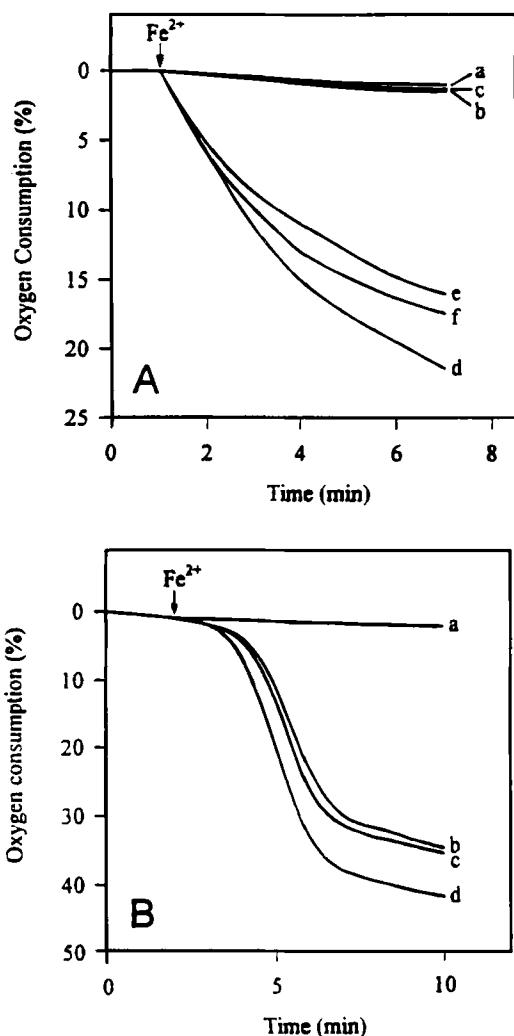 Fe²⁺
0
5
10
15
20
25
Oxygen Consumption (%)
a
c
b
e
f
d
A
0
2
4
6
8
Time (min)
Fe²⁺
0
10
20
30
40
50
Oxygen consumption (%)
a
b
c
d
B
0
5
10
Time (min)